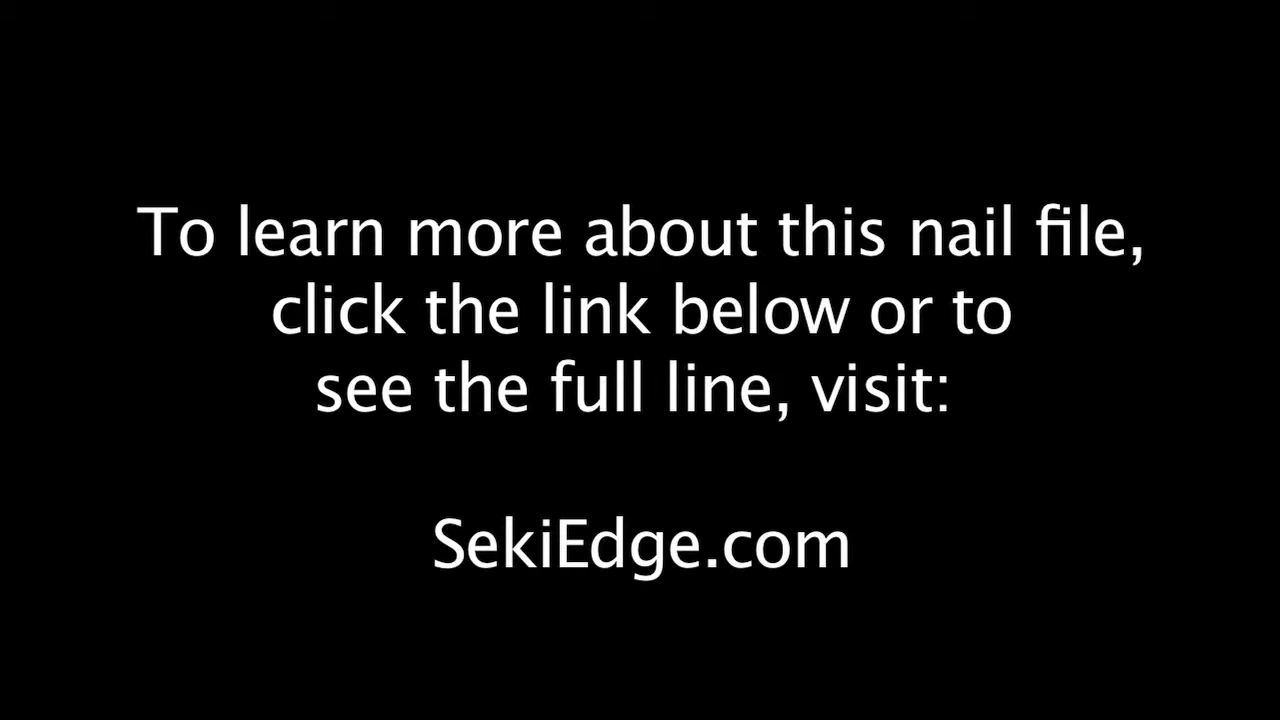 To learn more about this nail file,
click the link below or to
see the full line, visit:
SekiEdge.com